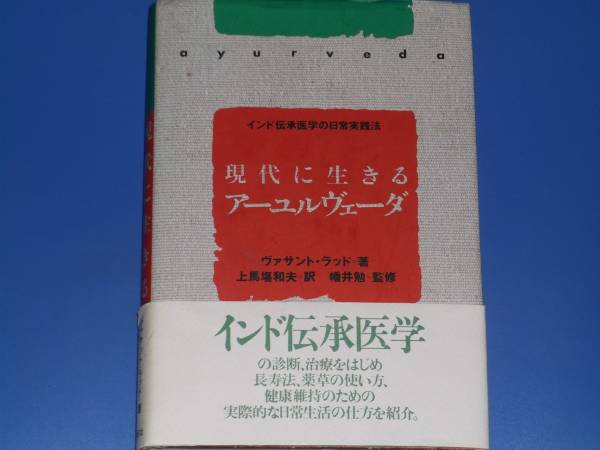 ayurveda
インド伝承医学の日常実践法
現代に生きる
アーユルヴェーダ
ヴァサント・ラッド=著
上馬塩和夫=訳 幡井勉=監修
インド伝承医学
の診断、治療をはじめ
長寿法、薬草の使い方、
健康維持のための
実際的な日常生活の仕方を紹介。